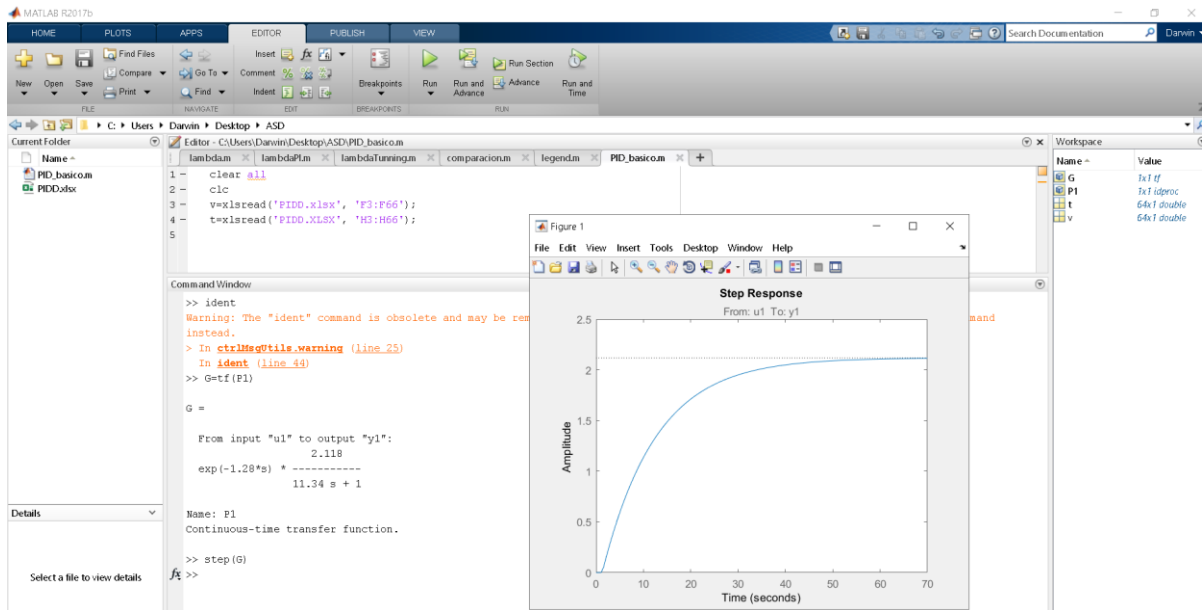 MATLAB R2017b
HOME PLOTS APPS EDITOR PUBLISH VIEW
Search Documentation Darwin
New Open Save Find Files Compare Print
Go To Find
Insert fx Comment Indent
Breakpoints
Run Run and Advance Run Section Advance Run and Time
FILE NAVIGATE EDIT BREAKPOINTS RUN
C: Users Darwin Desktop ASD
Current Folder
Name
PID_basico.m
PIDD.xlsx
Editor - C:\Users\Darwin\Desktop\ASD\PID_basico.m
lambda.m lambdaPI.m lambdaTunning.m comparacion.m legend.m PID_basico.m +
1 - clear all
2 - clc
3 - v=xlsread('PIDD.xlsx', 'F3:F66');
4 - t=xlsread('PIDD.XLSX', 'H3:H66');
5
Workspace
Name Value
G 1x1 tf
P1 1x1 idproc
t 64x1 double
v 64x1 double
Command Window
>> ident
Warning: The "ident" command is obsolete and may be rem
mand
instead.
> In ctrlMsgUtils.warning (line 25)
In ident (line 44)
>> G=tf(P1)
G =
From input "u1" to output "y1":
2.118
exp(-1.28*s) * -----------
11.34 s + 1
Name: P1
Continuous-time transfer function.
>> step(G)
fx >>
Details
Select a file to view details
Figure 1
File Edit View Insert Tools Desktop Window Help
Step Response
From: u1 To: y1
2.5
2
1.5
1
0.5
0
Amplitude
0 10 20 30 40 50 60 70
Time (seconds)